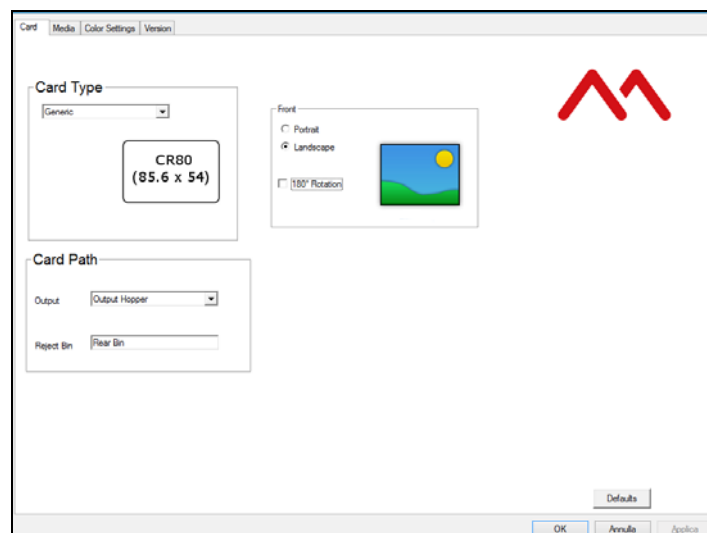 Card Media Color Settings Version
Card Type
Generic
CR80
(85.6 x 54)
Front
Portrait
Landscape
180° Rotation
Card Path
Output Output Hopper
Reject Bin Rear Bin
Defaults
OK Annulla Applica